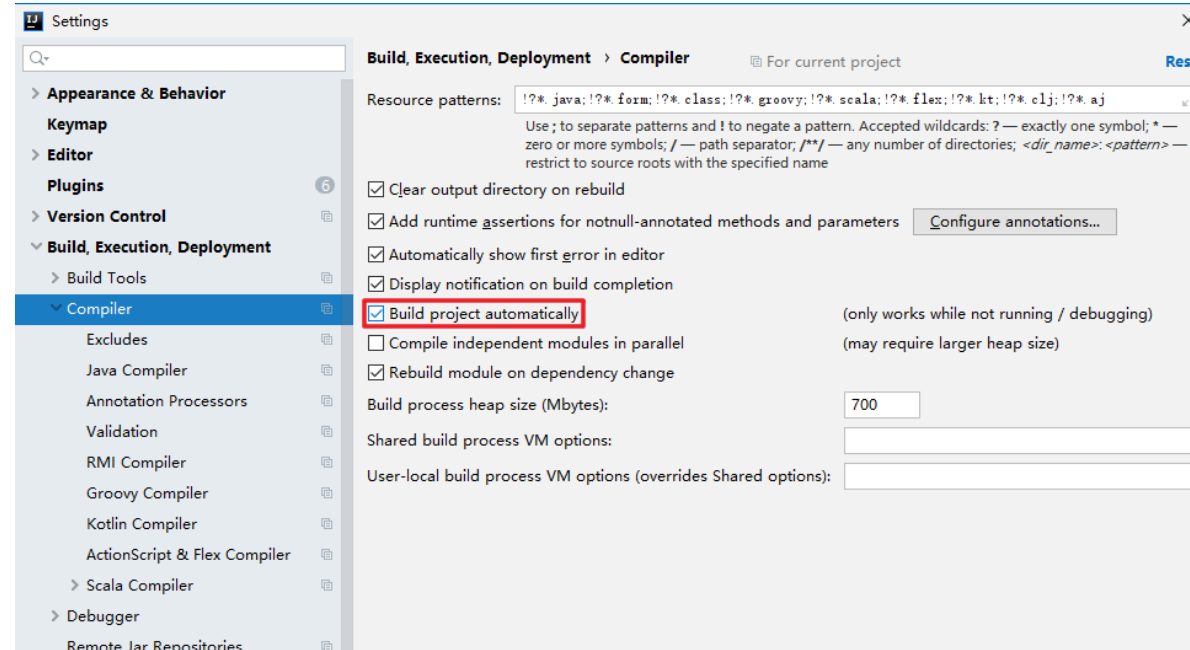 Settings
Appearance & Behavior
Keymap
Editor
Plugins
6
Version Control
Build, Execution, Deployment
Build Tools
Compiler
Excludes
Java Compiler
Annotation Processors
Validation
RMI Compiler
Groovy Compiler
Kotlin Compiler
ActionScript & Flex Compiler
Scala Compiler
Debugger
Remote Jar Repositories
Build, Execution, Deployment › Compiler
For current project
Res
Resource patterns: !?*.java;!?*.form;!?*.class;!?*.groovy;!?*.scala;!?*.flex;!?*.kt;!?*.clj;!?*.aj
Use ; to separate patterns and ! to negate a pattern. Accepted wildcards: ? — exactly one symbol; * —
zero or more symbols; / — path separator; /**/ — any number of directories; <dir_name>:<pattern> —
restrict to source roots with the specified name
Clear output directory on rebuild
Add runtime assertions for notnull-annotated methods and parameters Configure annotations...
Automatically show first error in editor
Display notification on build completion
Build project automatically (only works while not running / debugging)
Compile independent modules in parallel (may require larger heap size)
Rebuild module on dependency change
Build process heap size (Mbytes): 700
Shared build process VM options:
User-local build process VM options (overrides Shared options):